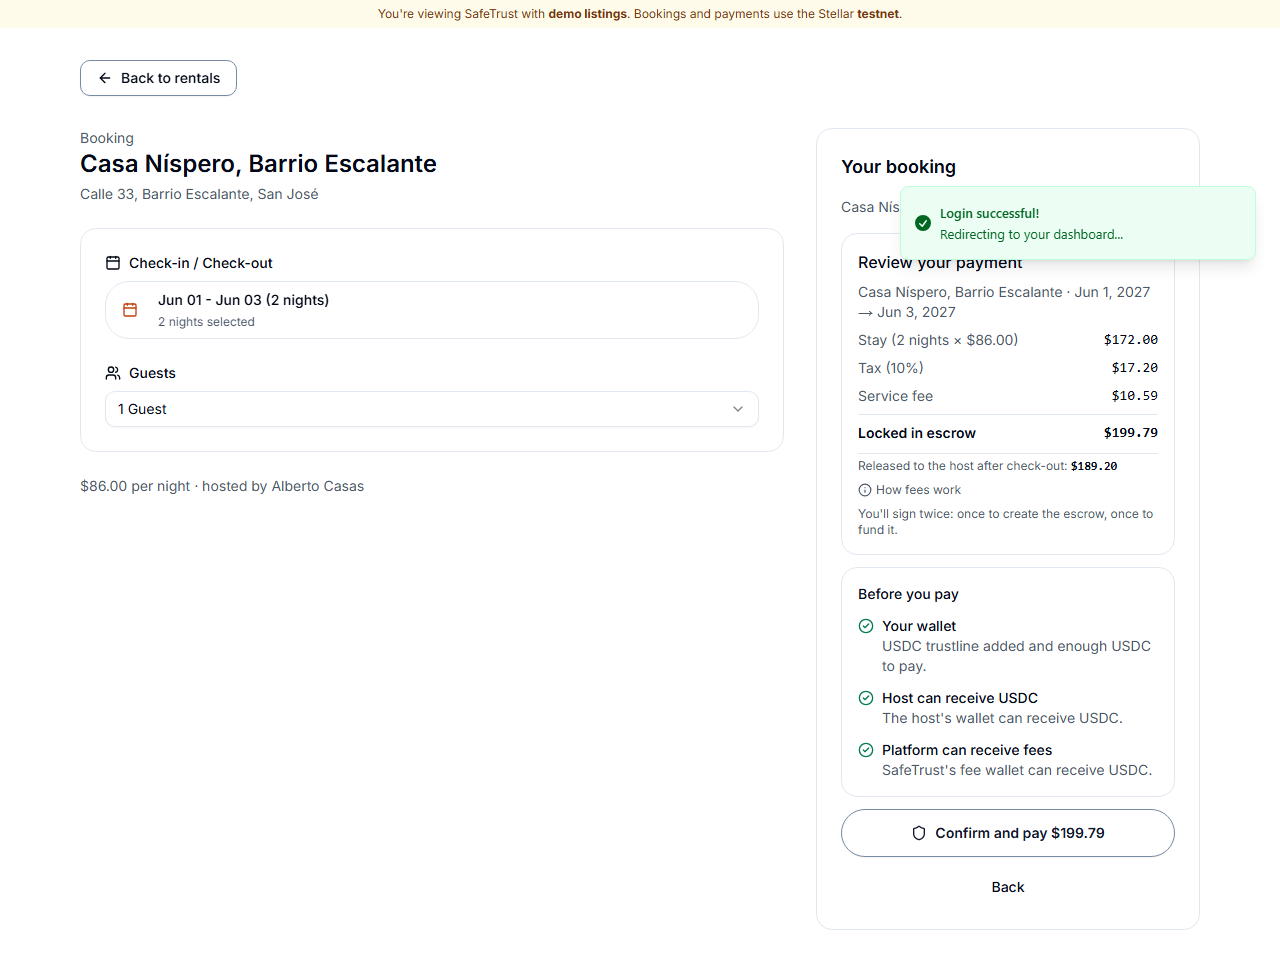 You're viewing SafeTrust with demo listings. Bookings and payments use the Stellar testnet.
Back to rentals
Booking
Casa Níspero, Barrio Escalante
Calle 33, Barrio Escalante, San José
Check-in / Check-out
Jun 01 - Jun 03 (2 nights)
2 nights selected
Guests
1 Guest
$86.00 per night · hosted by Alberto Casas
Your booking
Casa Nís
Login successful!
Redirecting to your dashboard...
Review your payment
Casa Níspero, Barrio Escalante · Jun 1, 2027
→ Jun 3, 2027
Stay (2 nights × $86.00) $172.00
Tax (10%) $17.20
Service fee $10.59
Locked in escrow $199.79
Released to the host after check-out: $189.20
How fees work
You'll sign twice: once to create the escrow, once to
fund it.
Before you pay
Your wallet
USDC trustline added and enough USDC
to pay.
Host can receive USDC
The host's wallet can receive USDC.
Platform can receive fees
SafeTrust's fee wallet can receive USDC.
Confirm and pay $199.79
Back